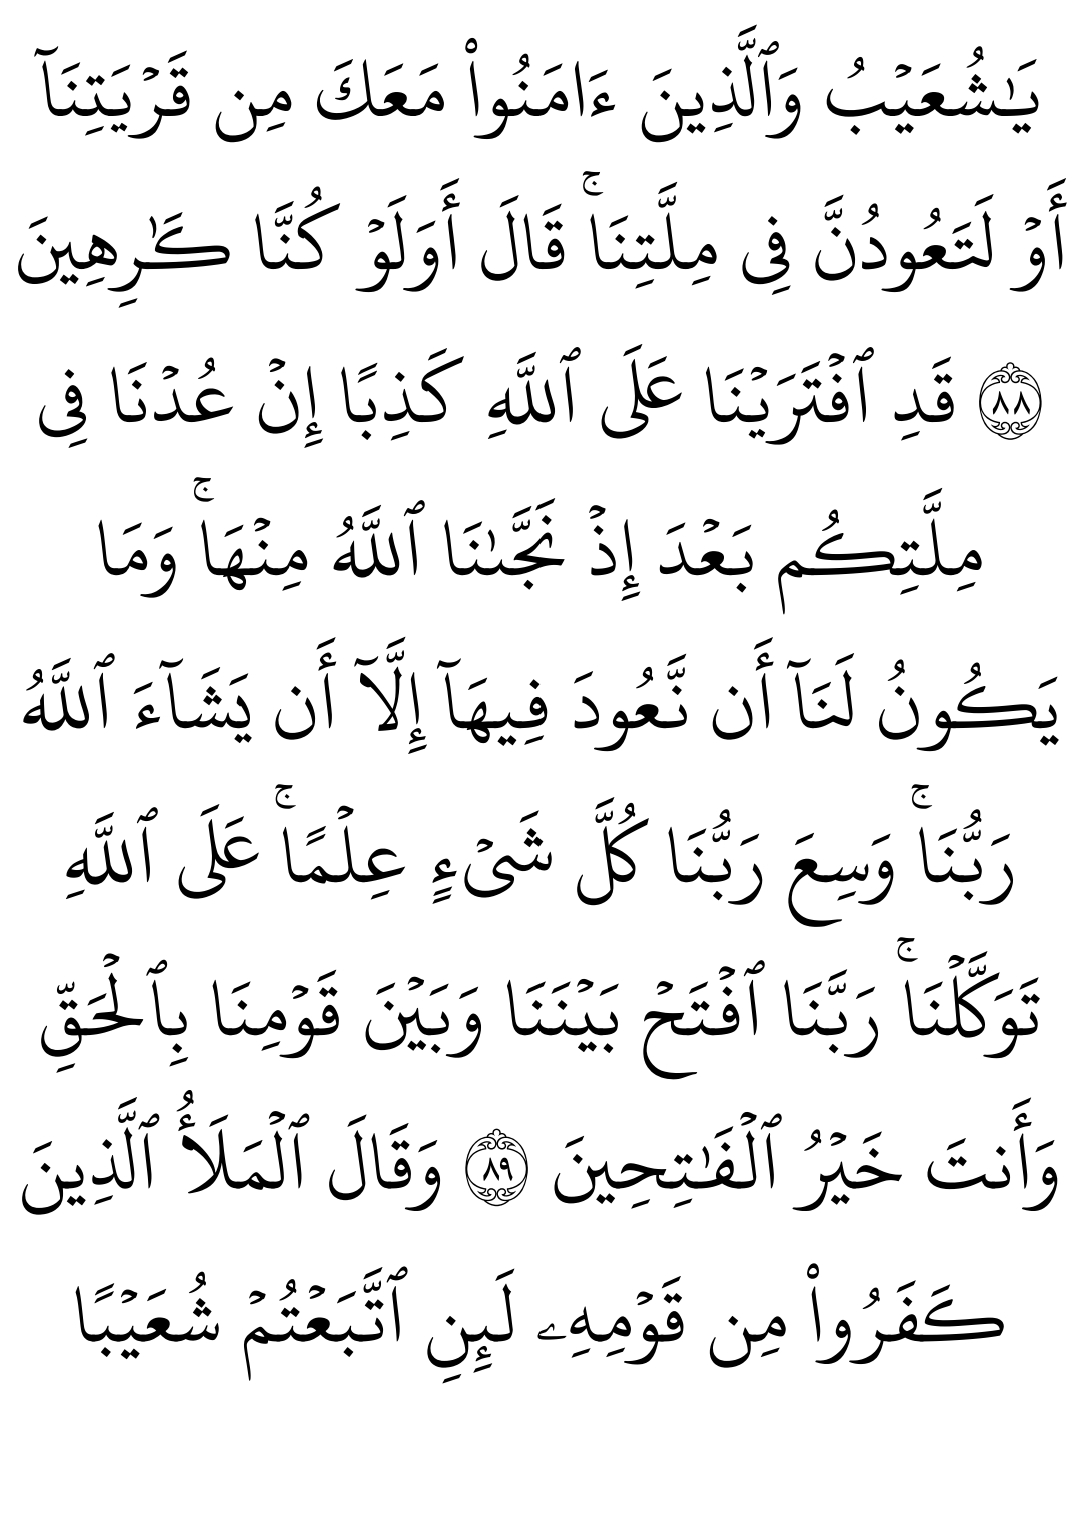 يَـٰشُعَيۡبُ وَٱلَّذِينَ ءَامَنُواْ مَعَكَ مِن قَرۡيَتِنَآ
أَوۡ لَتَعُودُنَّ فِي مِلَّتِنَاۚ قَالَ أَوَلَوۡ كُنَّا كَـٰرِهِينَ
٨٨ قَدِ ٱفۡتَرَيۡنَا عَلَى ٱللَّهِ كَذِبًا إِنۡ عُدۡنَا فِي
مِلَّتِكُم بَعۡدَ إِذۡ نَجَّىٰنَا ٱللَّهُ مِنۡهَاۚ وَمَا
يَكُونُ لَنَآ أَن نَّعُودَ فِيهَآ إِلَّآ أَن يَشَآءَ ٱللَّهُ
رَبُّنَاۚ وَسِعَ رَبُّنَا كُلَّ شَيۡءٍ عِلۡمًاۚ عَلَى ٱللَّهِ
تَوَكَّلۡنَاۚ رَبَّنَا ٱفۡتَحۡ بَيۡنَنَا وَبَيۡنَ قَوۡمِنَا بِٱلۡحَقِّ
وَأَنتَ خَيۡرُ ٱلۡفَـٰتِحِينَ ٨٩ وَقَالَ ٱلۡمَلَأُ ٱلَّذِينَ
كَفَرُواْ مِن قَوۡمِهِۦ لَئِنِ ٱتَّبَعۡتُمۡ شُعَيۡبًا